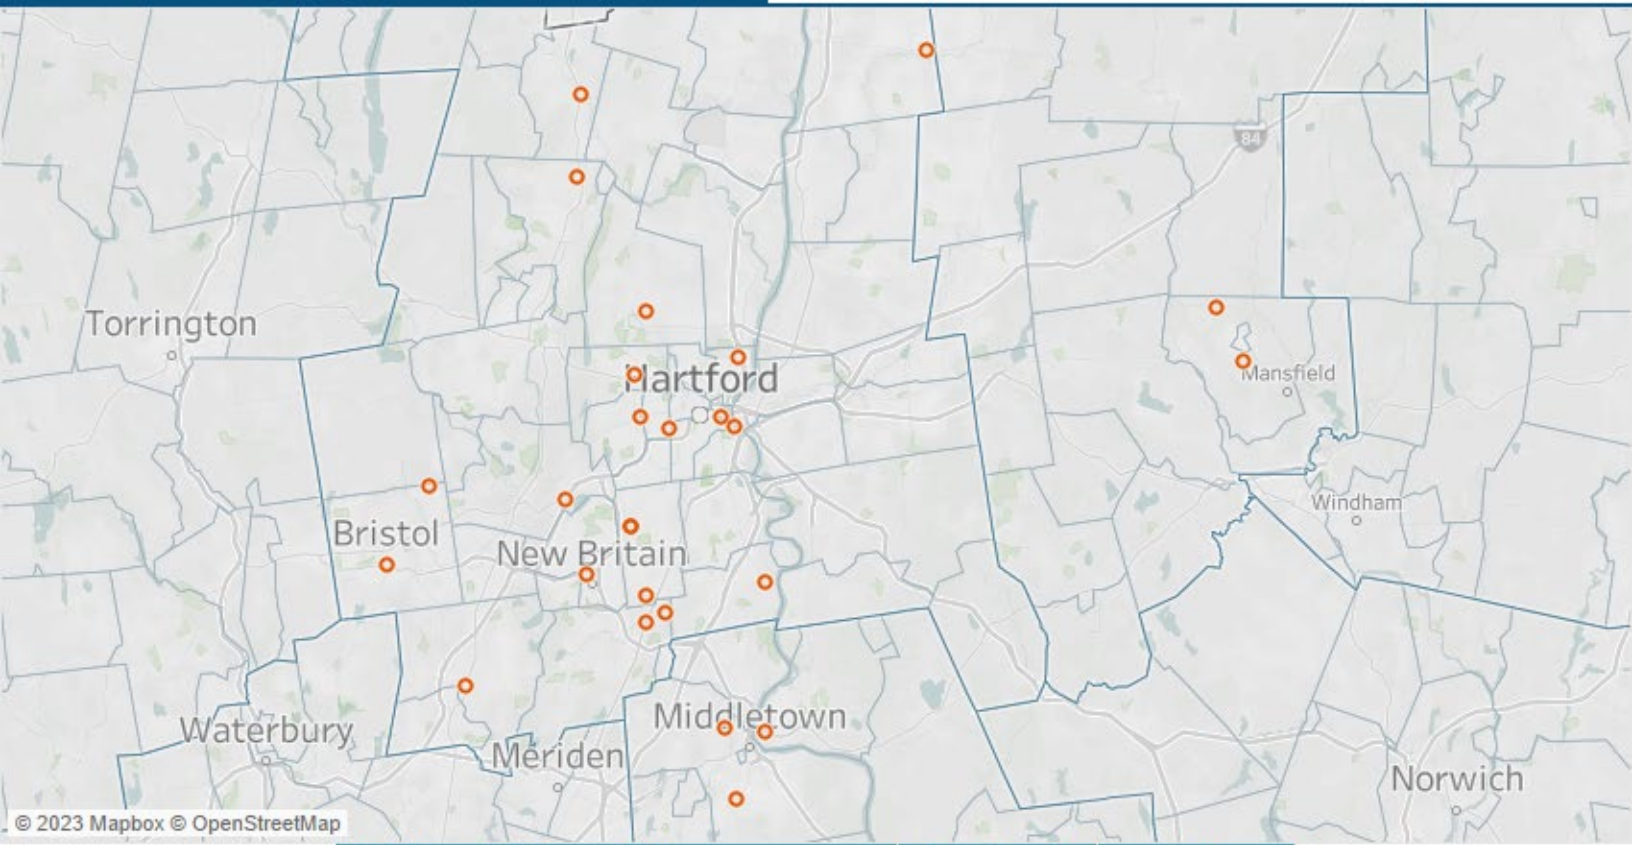 84
Torrington
Hartford
Mansfield
Windham
Bristol
New Britain
Waterbury
Middletown
Meriden
Norwich
© 2023 Mapbox © OpenStreetMap